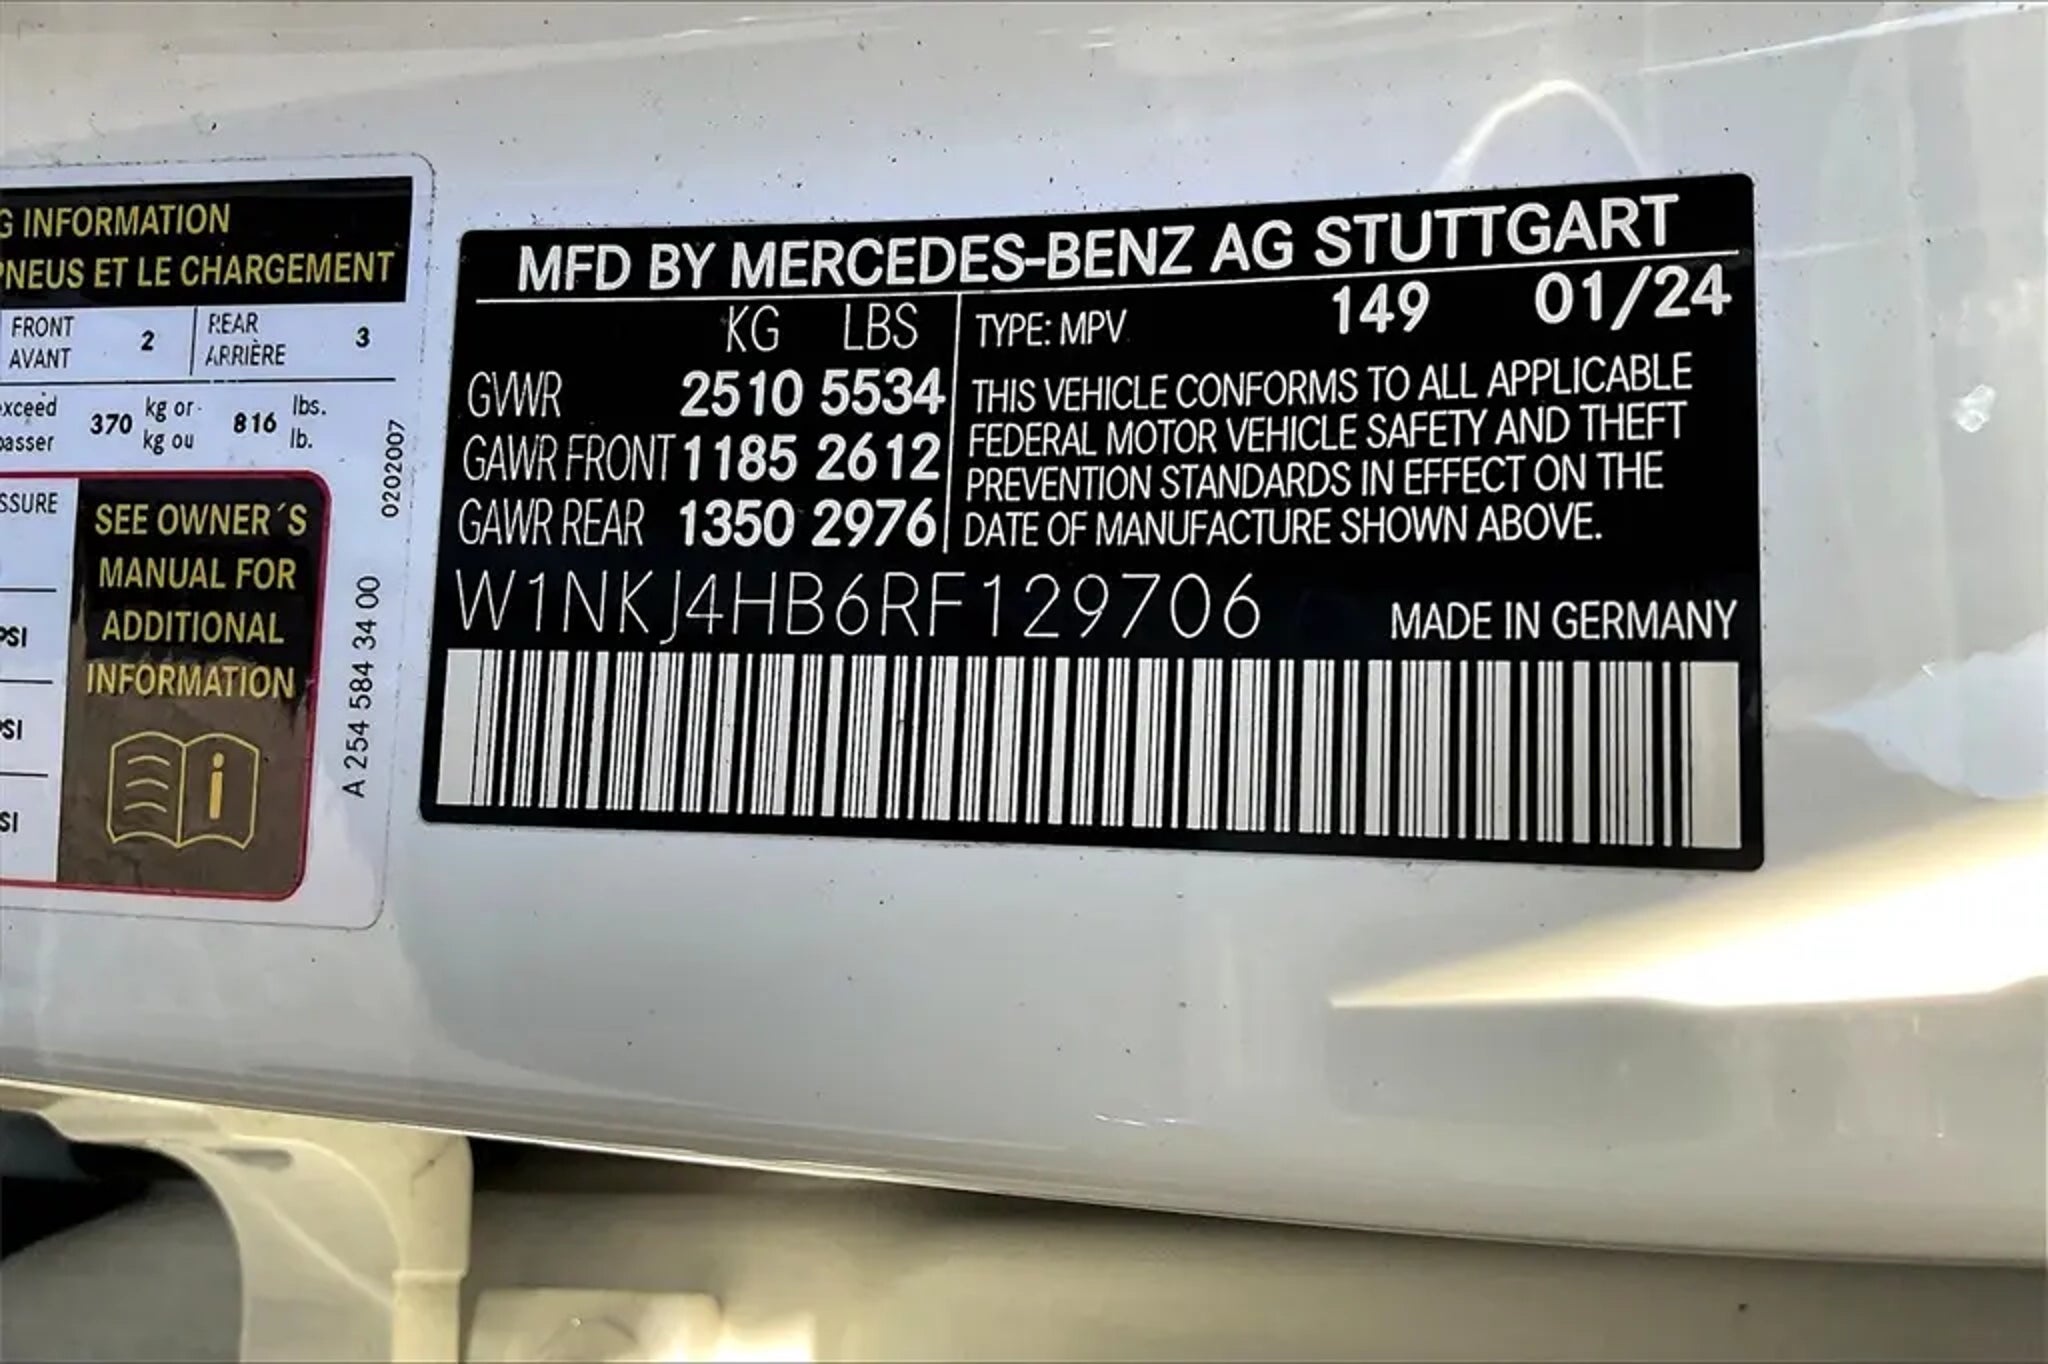 G INFORMATION
PNEUS ET LE CHARGEMENT
FRONT 2 REAR 3
AVANT ARRIÈRE
xceed 370 kg or 816 lbs.
passer kg ou lb.
0202007
SSURE
PSI
PSI
SI
SEE OWNER´S
MANUAL FOR
ADDITIONAL
INFORMATION
i
A 254 584 34 00
MFD BY MERCEDES-BENZ AG STUTTGART
KG LBS
GVWR 2510 5534
GAWR FRONT 1185 2612
GAWR REAR 1350 2976
TYPE: MPV 149 01/24
THIS VEHICLE CONFORMS TO ALL APPLICABLE
FEDERAL MOTOR VEHICLE SAFETY AND THEFT
PREVENTION STANDARDS IN EFFECT ON THE
DATE OF MANUFACTURE SHOWN ABOVE.
W1NKJ4HB6RF129706
MADE IN GERMANY